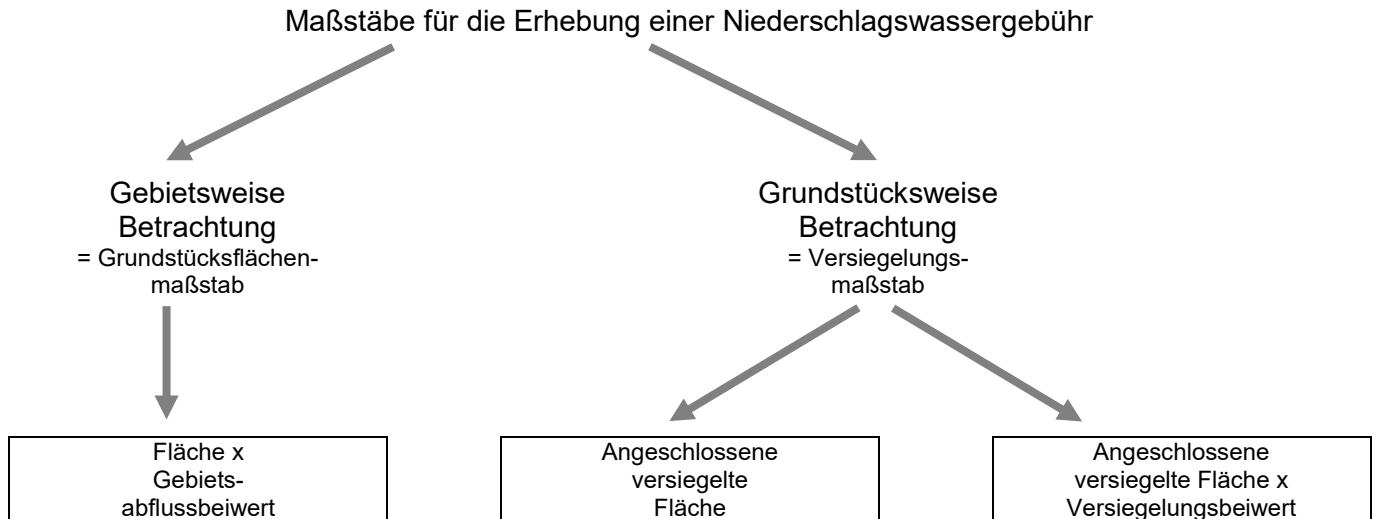 Maßstäbe für die Erhebung einer Niederschlagswassergebühr
Gebietsweise
Betrachtung
= Grundstücksflächen-
maßstab
Grundstücksweise
Betrachtung
= Versiegelungs-
maßstab
Fläche x
Gebiets-
abflussbeiwert
Angeschlossene
versiegelte
Fläche
Angeschlossene
versiegelte Fläche x
Versiegelungsbeiwert